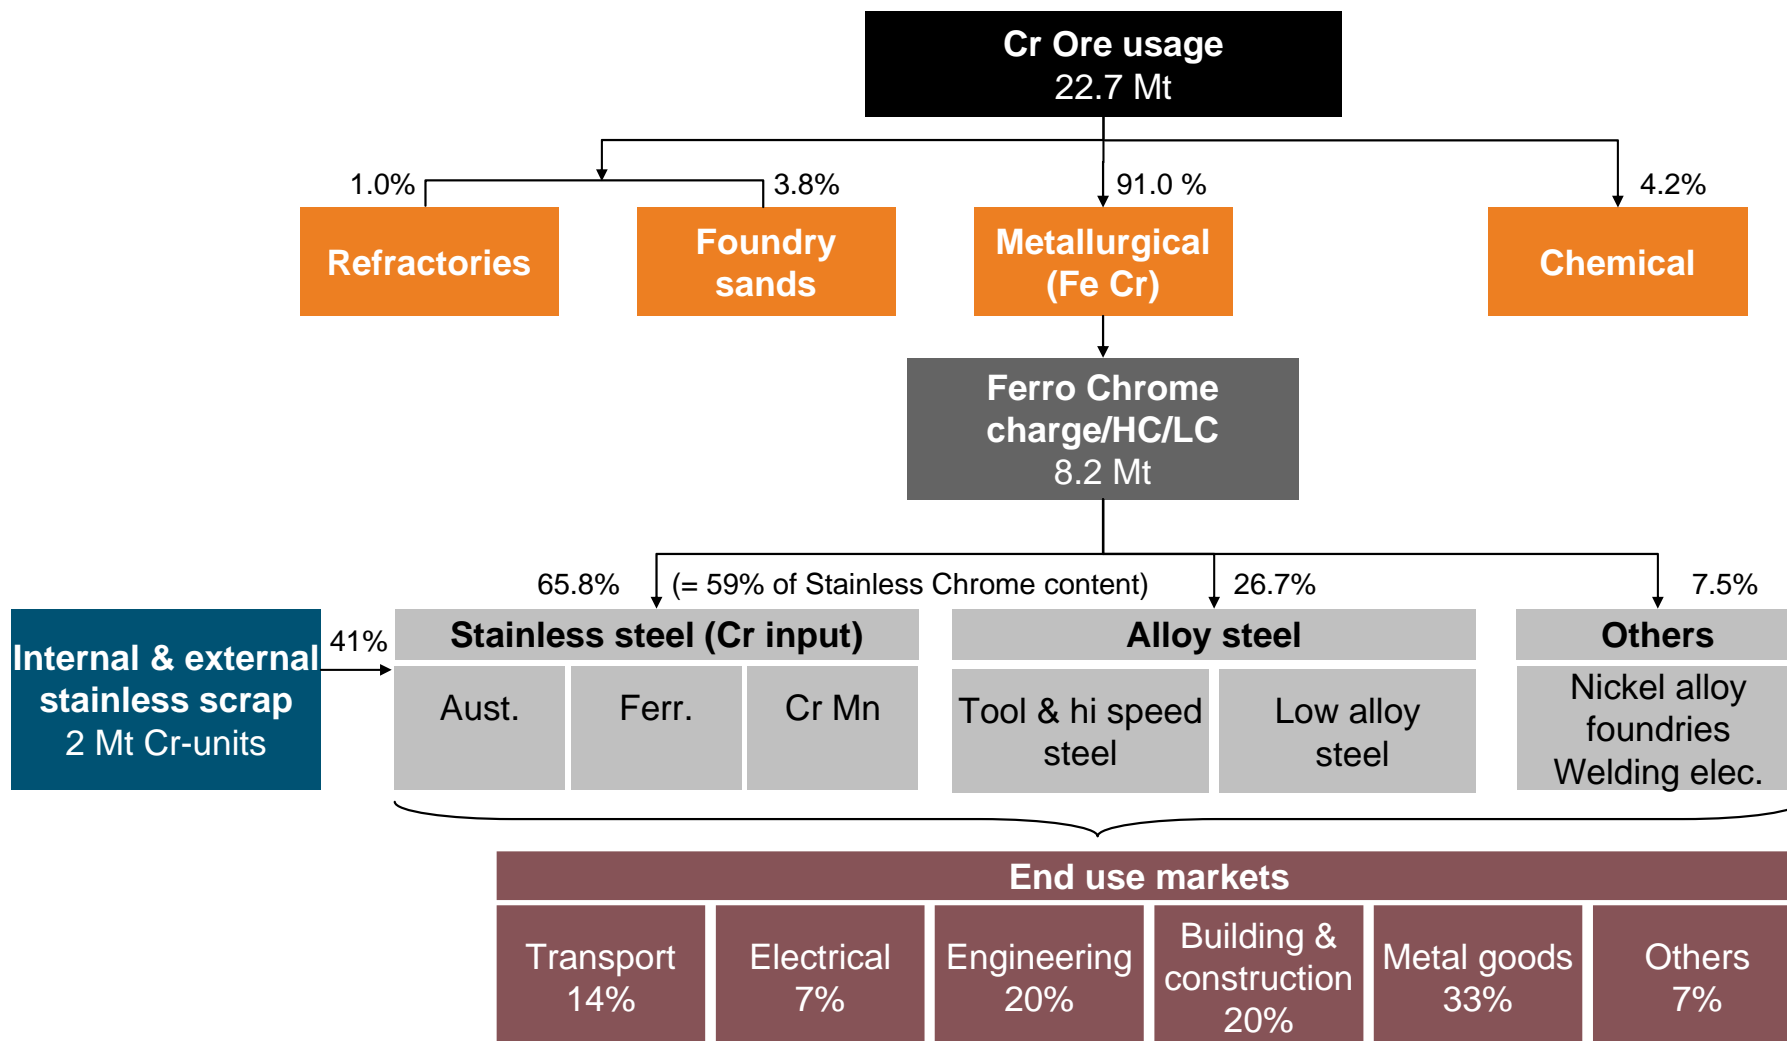 Cr Ore usage
22.7 Mt
1.0%
3.8%
91.0 %
4.2%
Refractories
Foundry
sands
Metallurgical
(Fe Cr)
Chemical
Ferro Chrome
charge/HC/LC
8.2 Mt
65.8%
(= 59% of Stainless Chrome content)
26.7%
7.5%
Internal & external
stainless scrap
2 Mt Cr-units
41%
Stainless steel (Cr input)
Aust.
Ferr.
Cr Mn
Alloy steel
Tool & hi speed
steel
Low alloy
steel
Others
Nickel alloy
foundries
Welding elec.
End use markets
Transport
14%
Electrical
7%
Engineering
20%
Building &
construction
20%
Metal goods
33%
Others
7%